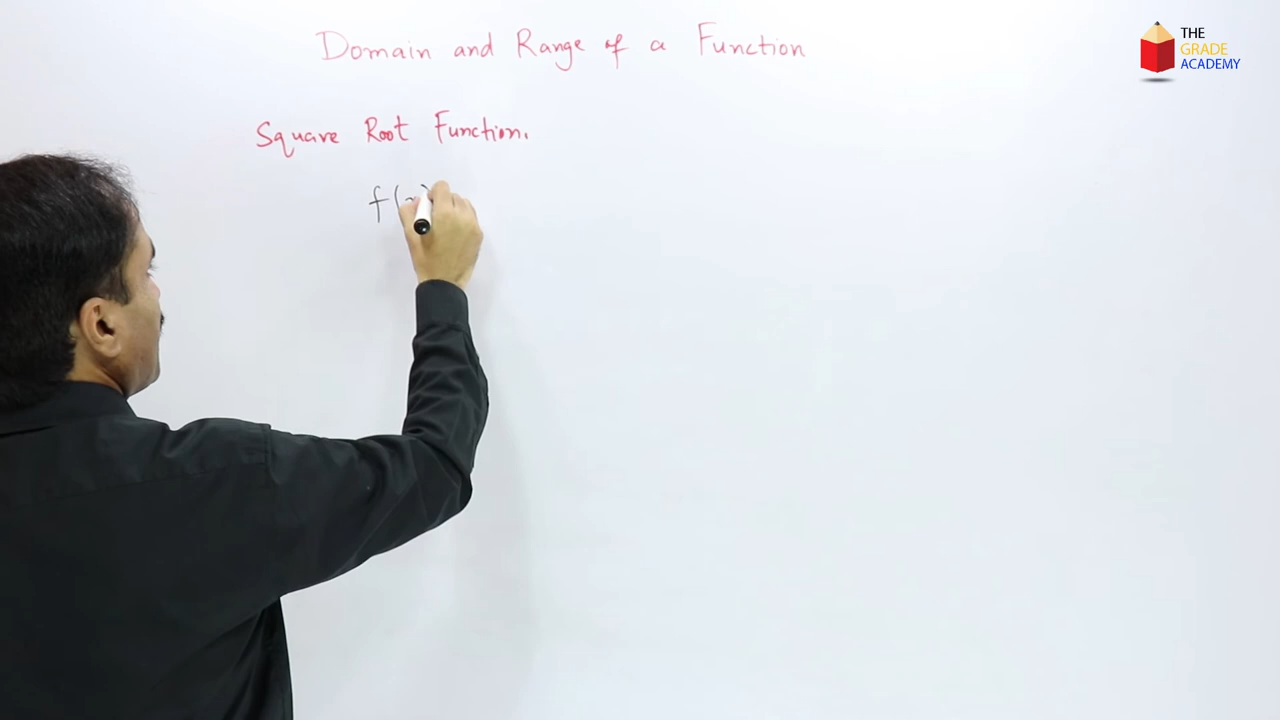 Domain and Range of a Function
THE
GRADE
ACADEMY
Square Root Function.
f(x)